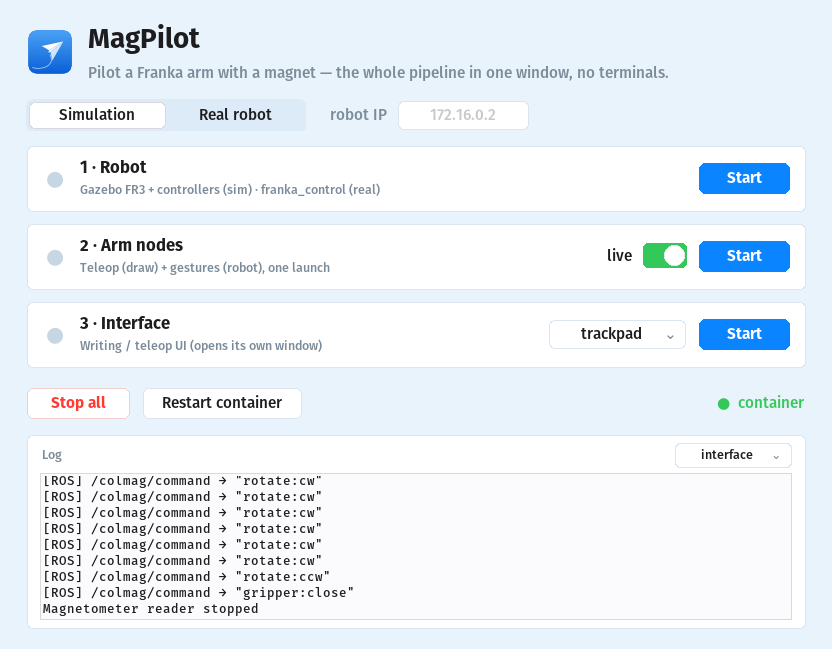 MagPilot
Pilot a Franka arm with a magnet — the whole pipeline in one window, no terminals.
Simulation Real robot robot IP 172.16.0.2
1 · Robot
Gazebo FR3 + controllers (sim) · franka_control (real)
Start
2 · Arm nodes
Teleop (draw) + gestures (robot), one launch
live Start
3 · Interface
Writing / teleop UI (opens its own window)
trackpad Start
Stop all Restart container container
Log interface
[ROS] /colmag/command → "rotate:cw"
[ROS] /colmag/command → "rotate:cw"
[ROS] /colmag/command → "rotate:cw"
[ROS] /colmag/command → "rotate:cw"
[ROS] /colmag/command → "rotate:cw"
[ROS] /colmag/command → "rotate:cw"
[ROS] /colmag/command → "rotate:ccw"
[ROS] /colmag/command → "gripper:close"
Magnetometer reader stopped